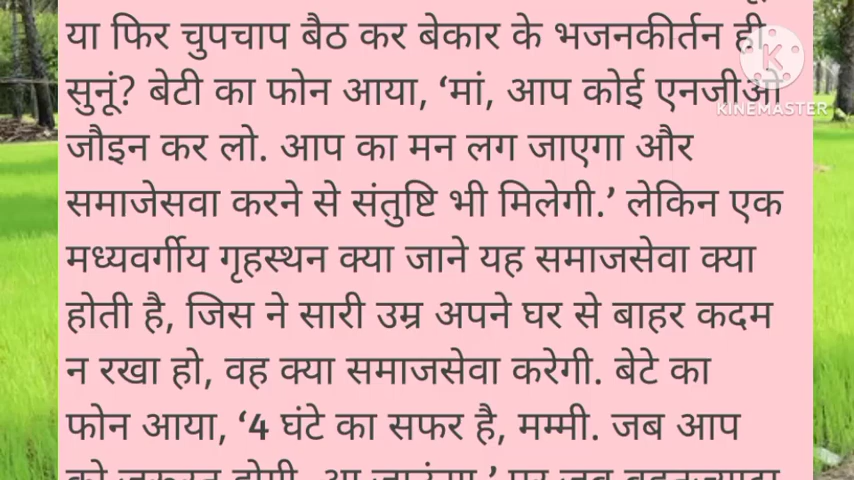 या फिर चुपचाप बैठ कर बेकार के भजनकीर्तन ही
सुनूं? बेटी का फोन आया, ‘मां, आप कोई एनजीओ
जौइन कर लो. आप का मन लग जाएगा और
समाजेसवा करने से संतुष्टि भी मिलेगी.’ लेकिन एक
मध्यवर्गीय गृहस्थन क्या जाने यह समाजसेवा क्या
होती है, जिस ने सारी उम्र अपने घर से बाहर कदम
न रखा हो, वह क्या समाजसेवा करेगी. बेटे का
फोन आया, ‘4 घंटे का सफर है, मम्मी. जब आप
K
KINEMASTER